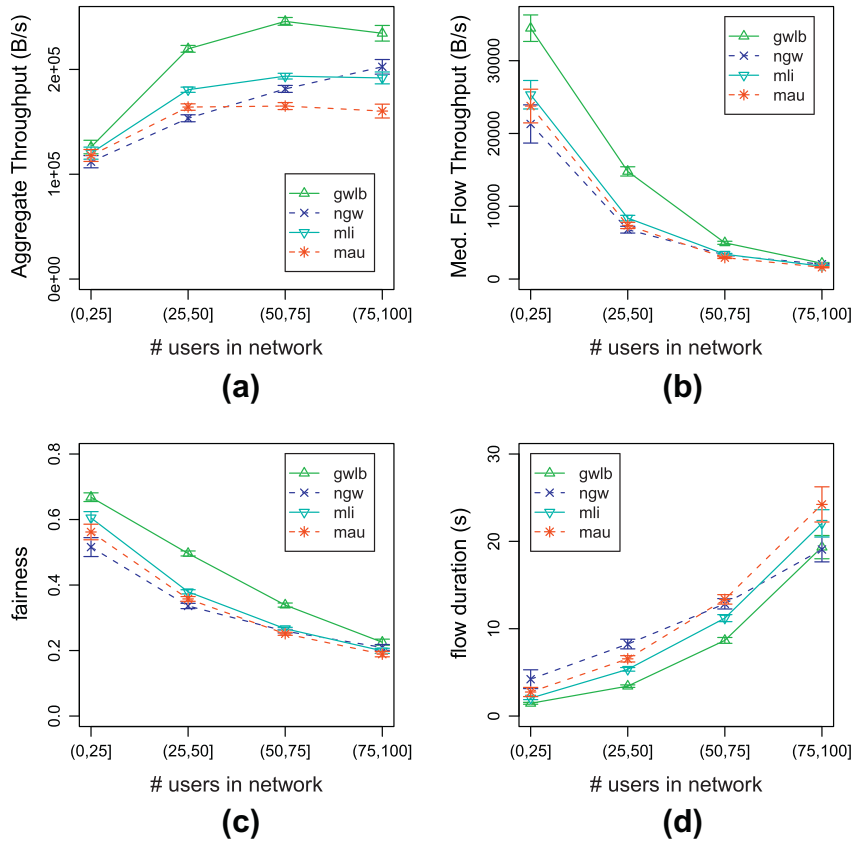 Aggregate Throughput (B/s)
2e+05
1e+05
0e+00
gwlb
ngw
mli
mau
(0,25] (25,50] (50,75] (75,100]
# users in network
(a)
Med. Flow Throughput (B/s)
30000
20000
10000
0
gwlb
ngw
mli
mau
(0,25] (25,50] (50,75] (75,100]
# users in network
(b)
fairness
0.8
0.6
0.4
0.2
0.0
gwlb
ngw
mli
mau
(0,25] (25,50] (50,75] (75,100]
# users in network
(c)
flow duration (s)
30
20
10
0
gwlb
ngw
mli
mau
(0,25] (25,50] (50,75] (75,100]
# users in network
(d)